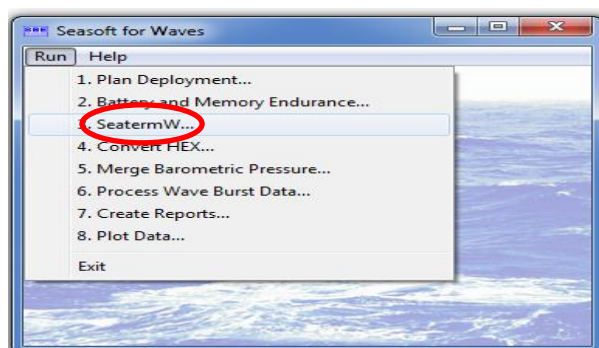 Seasoft for Waves
Run Help
1. Plan Deployment...
2. Battery and Memory Endurance...
3. SeatermW...
4. Convert HEX...
5. Merge Barometric Pressure...
6. Process Wave Burst Data...
7. Create Reports...
8. Plot Data...
Exit